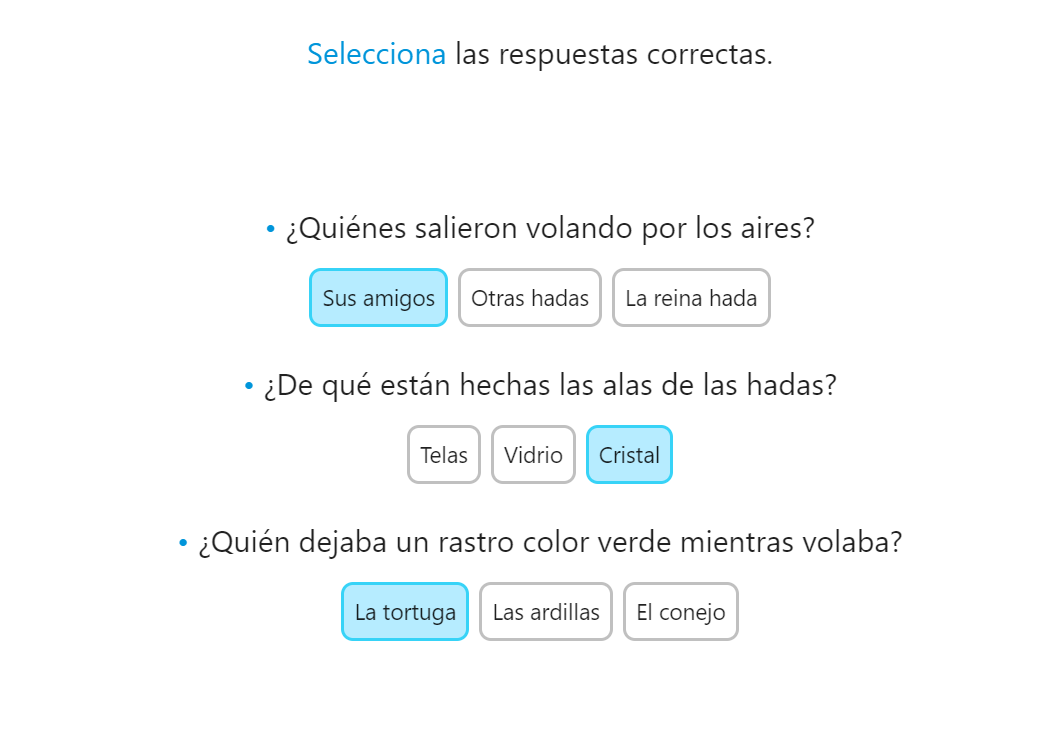 Selecciona las respuestas correctas.
• ¿Quiénes salieron volando por los aires?
Sus amigos Otras hadas La reina hada
• ¿De qué están hechas las alas de las hadas?
Telas Vidrio Cristal
• ¿Quién dejaba un rastro color verde mientras volaba?
La tortuga Las ardillas El conejo